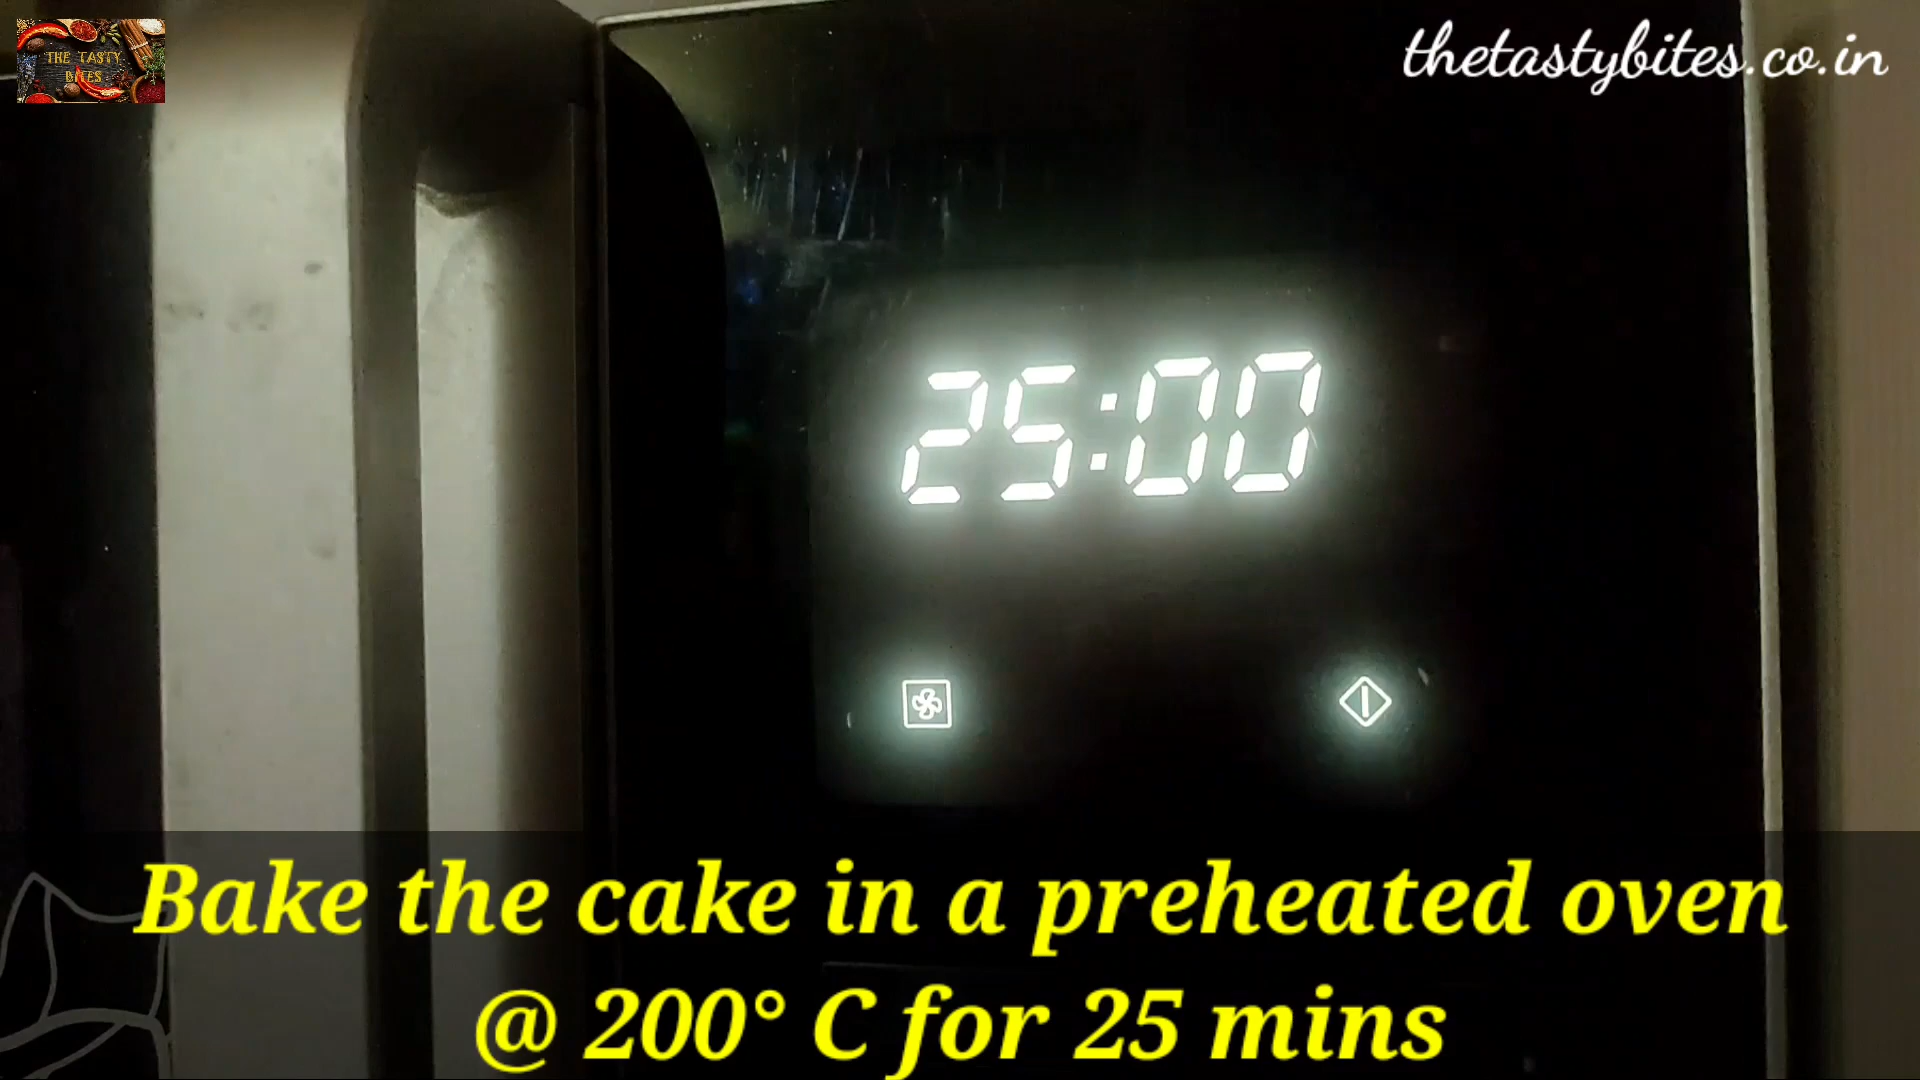 THE TASTY
BITES
thetastybites.co.in
25:00
Bake the cake in a preheated oven
@ 200° C for 25 mins